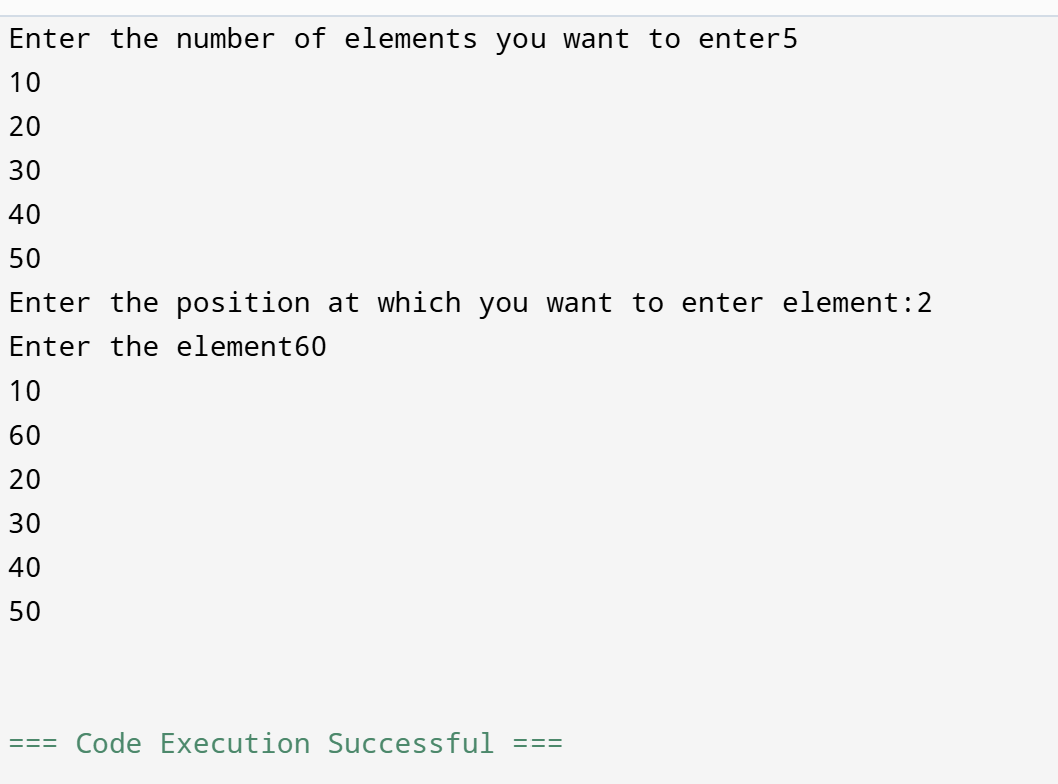 Enter the number of elements you want to enter5
10
20
30
40
50
Enter the position at which you want to enter element:2
Enter the element60
10
60
20
30
40
50
=== Code Execution Successful ===